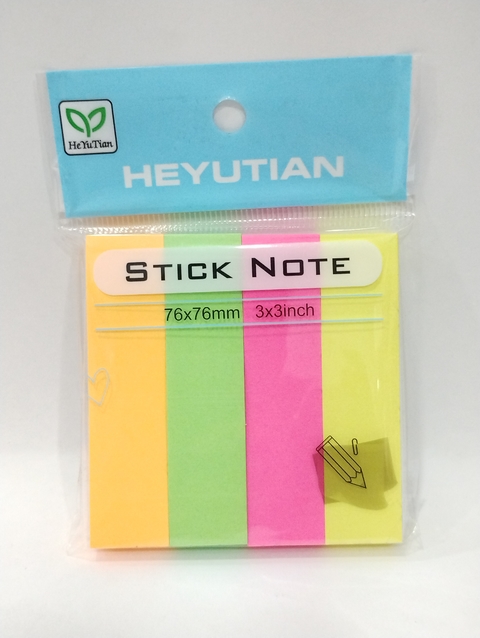 HeYuTian
HEYUTIAN
STICK NOTE
76x76mm 3x3inch